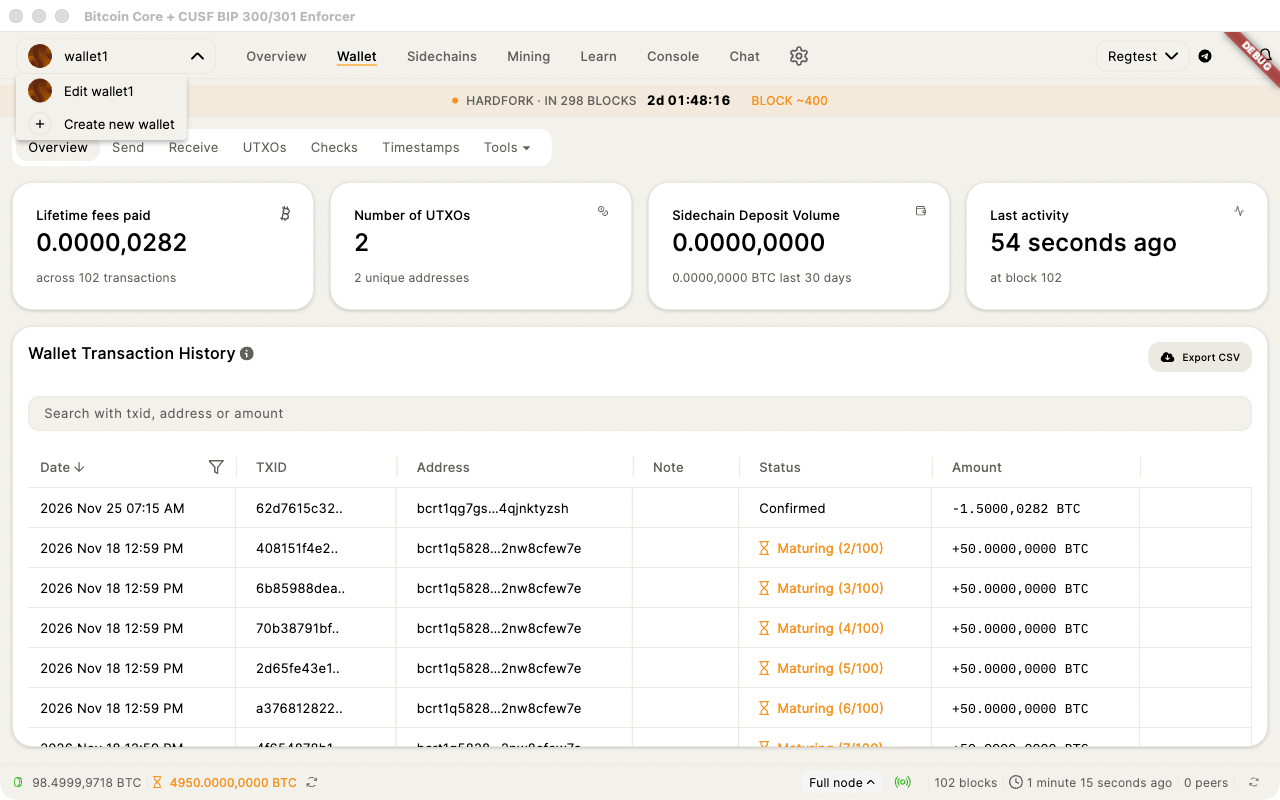 Bitcoin Core + CUSF BIP 300/301 Enforcer
wallet1
Overview
Wallet
Sidechains
Mining
Learn
Console
Chat
Regtest
DEBUG
Edit wallet1
Create new wallet
HARDFORK · IN 298 BLOCKS 2d 01:48:16 BLOCK ~400
Overview
Send
Receive
UTXOs
Checks
Timestamps
Tools
Lifetime fees paid
0.0000,0282
across 102 transactions
Number of UTXOs
2
2 unique addresses
Sidechain Deposit Volume
0.0000,0000
0.0000,0000 BTC last 30 days
Last activity
54 seconds ago
at block 102
Wallet Transaction History
Export CSV
Search with txid, address or amount
Date TXID Address Note Status Amount
2026 Nov 25 07:15 AM 62d7615c32.. bcrt1qg7gs...4qjnktyzsh Confirmed -1.5000,0282 BTC
2026 Nov 18 12:59 PM 408151f4e2.. bcrt1q5828...2nw8cfew7e Maturing (2/100) +50.0000,0000 BTC
2026 Nov 18 12:59 PM 6b85988dea.. bcrt1q5828...2nw8cfew7e Maturing (3/100) +50.0000,0000 BTC
2026 Nov 18 12:59 PM 70b38791bf.. bcrt1q5828...2nw8cfew7e Maturing (4/100) +50.0000,0000 BTC
2026 Nov 18 12:59 PM 2d65fe43e1.. bcrt1q5828...2nw8cfew7e Maturing (5/100) +50.0000,0000 BTC
2026 Nov 18 12:59 PM a376812822.. bcrt1q5828...2nw8cfew7e Maturing (6/100) +50.0000,0000 BTC
98.4999,9718 BTC
4950.0000,0000 BTC
Full node
102 blocks
1 minute 15 seconds ago
0 peers